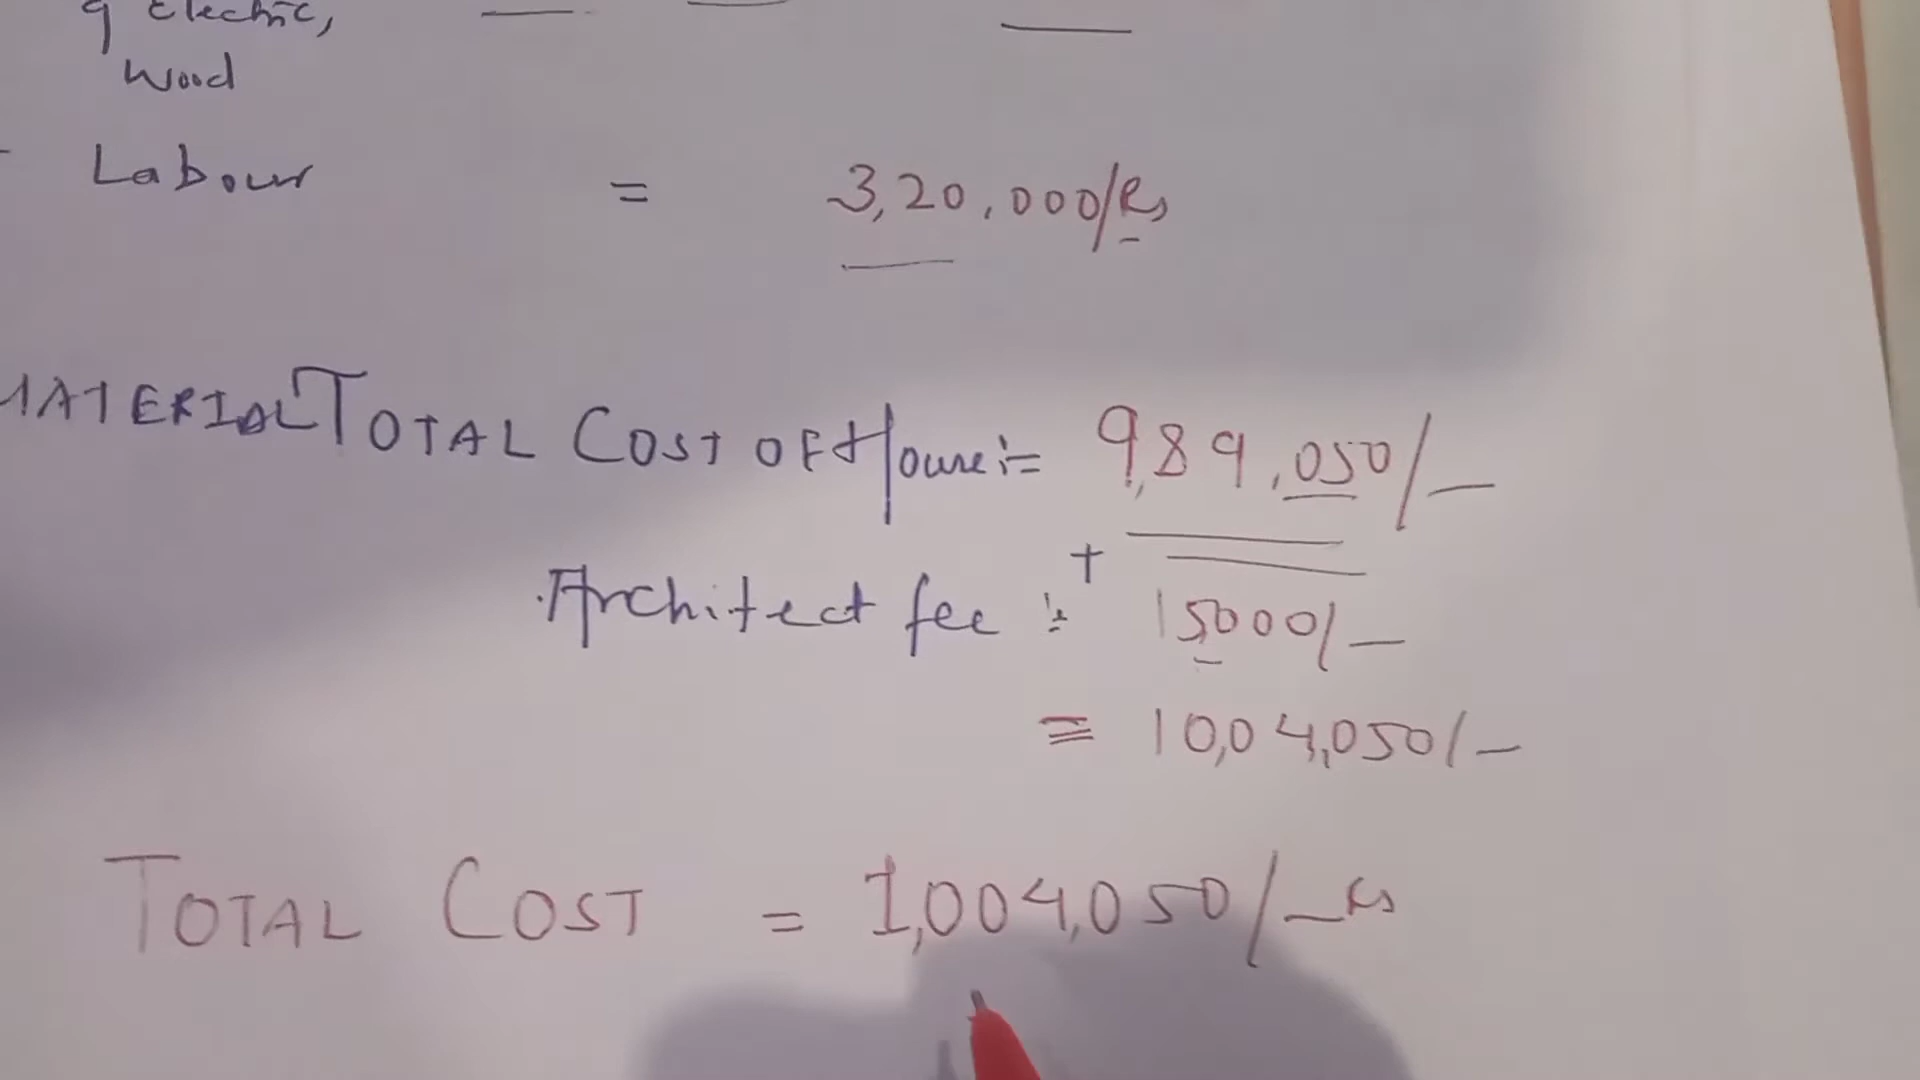 g electric,
wood
Labour = 3,20,000/Rs
MATERIAL TOTAL COST OF House := 9,89,050/—
Architect fee := + 15000/—
= 10,04,050/—
TOTAL COST = 1,004,050/—Rs